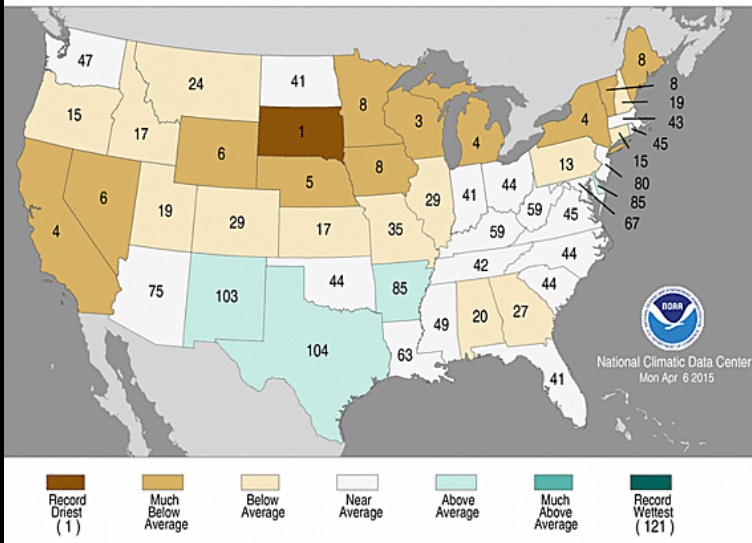 47
41
8
24
8
8
19
15
1
3
4
4
43
17
6
45
13
15
8
5
80
6
29
44
85
19
41
59
45
67
4
29
17
35
59
44
42
75
103
44
85
44
20
27
49
104
63
41
NOAA
National Climatic Data Center
Mon Apr 6 2015
Record
Driest
( 1 )
Much
Below
Average
Below
Average
Near
Average
Above
Average
Much
Above
Average
Record
Wettest
( 121 )